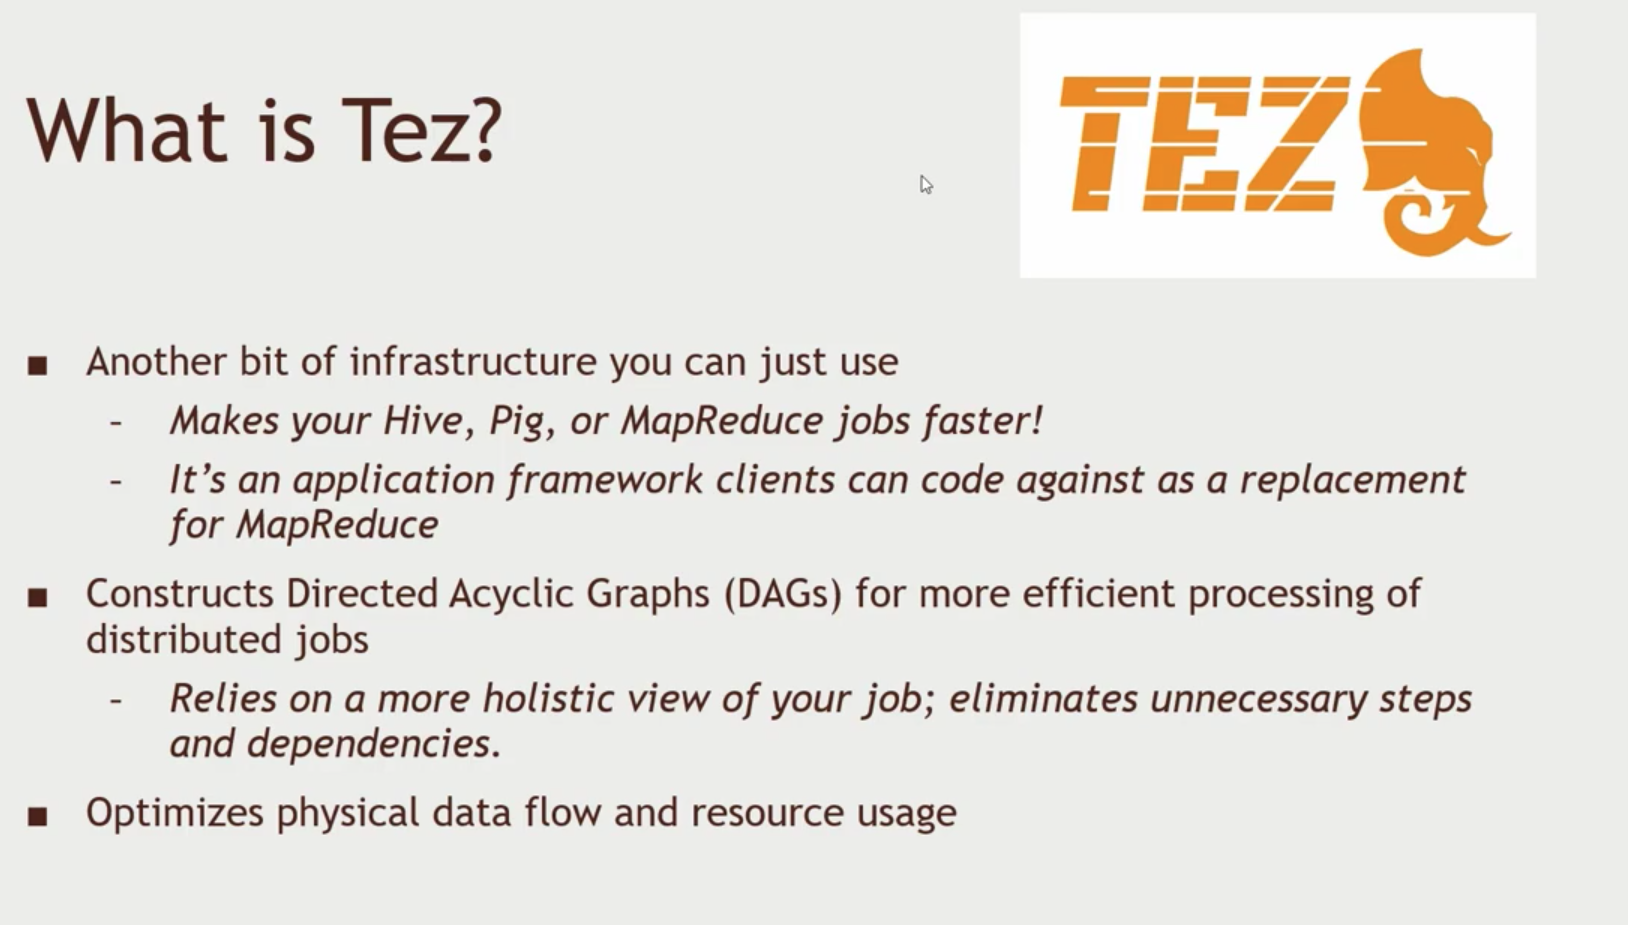 What is Tez?
TEZ
■ Another bit of infrastructure you can just use
– Makes your Hive, Pig, or MapReduce jobs faster!
– It’s an application framework clients can code against as a replacement
for MapReduce
■ Constructs Directed Acyclic Graphs (DAGs) for more efficient processing of
distributed jobs
– Relies on a more holistic view of your job; eliminates unnecessary steps
and dependencies.
■ Optimizes physical data flow and resource usage